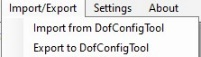 Import/Export Settings About
Import from DofConfigTool
Export to DofConfigTool